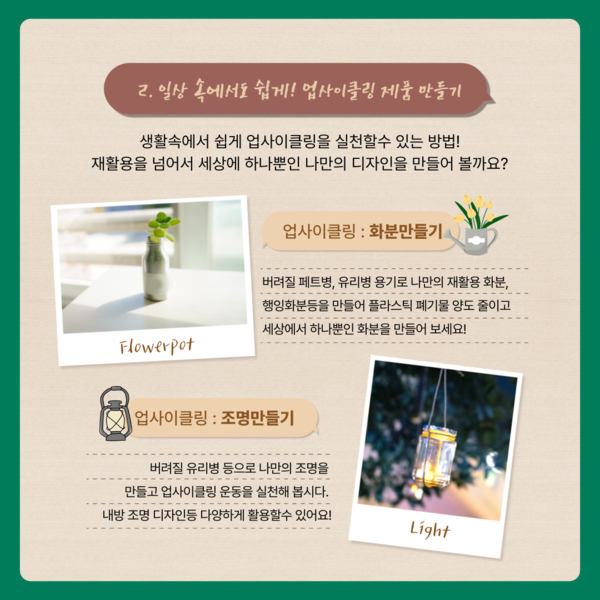 2. 일상 속에서도 쉽게! 업사이클링 제품 만들기
생활속에서 쉽게 업사이클링을 실천할수 있는 방법!
재활용을 넘어서 세상에 하나뿐인 나만의 디자인을 만들어 볼까요?
업사이클링 : 화분만들기
버려질 페트병, 유리병 용기로 나만의 재활용 화분,
행잉화분등을 만들어 플라스틱 폐기물 양도 줄이고
세상에서 하나뿐인 화분을 만들어 보세요!
Flowerpot
업사이클링 : 조명만들기
버려질 유리병 등으로 나만의 조명을
만들고 업사이클링 운동을 실천해 봅시다.
내방 조명 디자인등 다양하게 활용할수 있어요!
Light